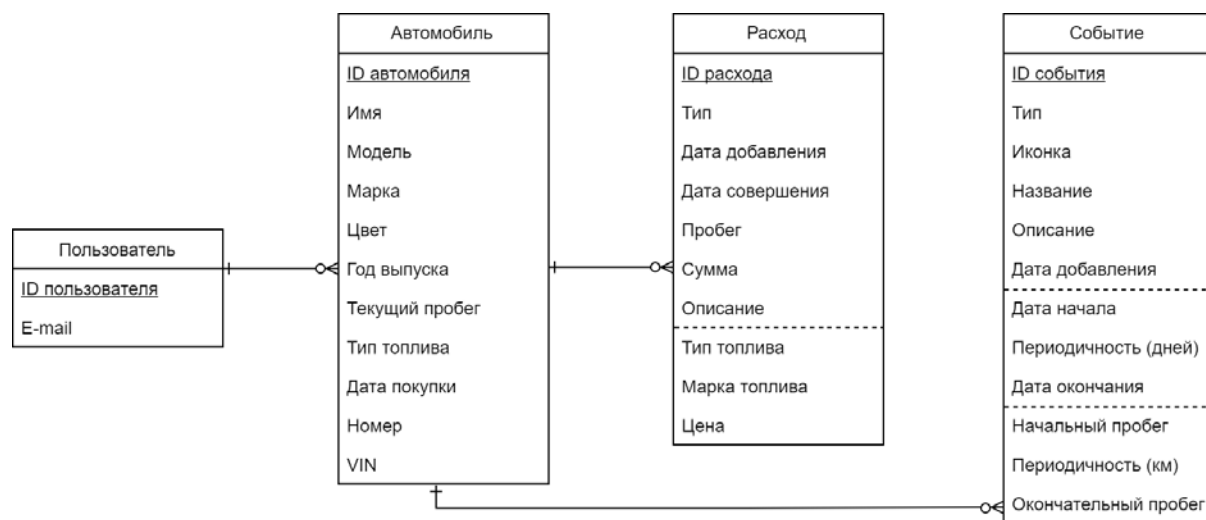 Пользователь
ID пользователя
E-mail
Автомобиль
ID автомобиля
Имя
Модель
Марка
Цвет
Год выпуска
Текущий пробег
Тип топлива
Дата покупки
Номер
VIN
Расход
ID расхода
Тип
Дата добавления
Дата совершения
Пробег
Сумма
Описание
Тип топлива
Марка топлива
Цена
Событие
ID события
Тип
Иконка
Название
Описание
Дата добавления
Дата начала
Периодичность (дней)
Дата окончания
Начальный пробег
Периодичность (км)
Окончательный пробег